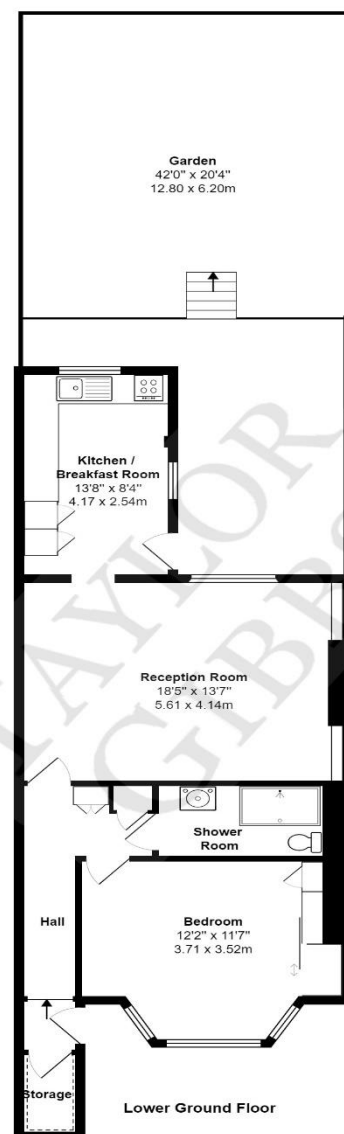 Garden
42'0" x 20'4"
12.80 x 6.20m
Kitchen /
Breakfast Room
13'8" x 8'4"
4.17 x 2.54m
TAYLOR
GIBBS
Reception Room
18'5" x 13'7"
5.61 x 4.14m
Shower
Room
Hall
Bedroom
12'2" x 11'7"
3.71 x 3.52m
Storage
Lower Ground Floor